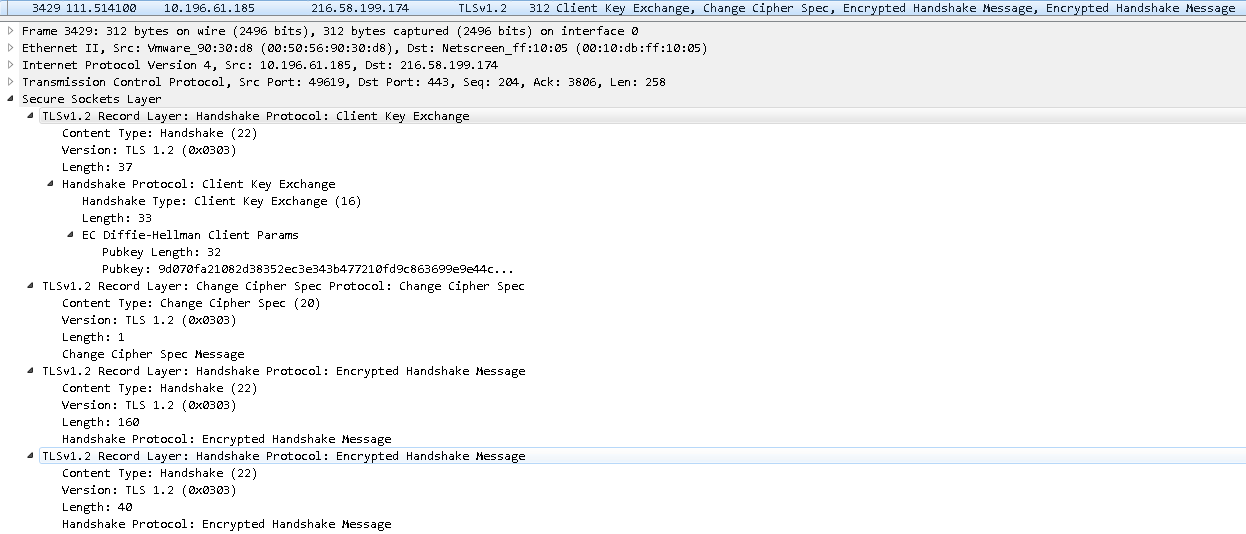 3429 111.514100 10.196.61.185 216.58.199.174 TLSv1.2 312 Client Key Exchange, Change Cipher Spec, Encrypted Handshake Message, Encrypted Handshake Message
Frame 3429: 312 bytes on wire (2496 bits), 312 bytes captured (2496 bits) on interface 0
Ethernet II, Src: Vmware_90:30:d8 (00:50:56:90:30:d8), Dst: Netscreen_ff:10:05 (00:10:db:ff:10:05)
Internet Protocol Version 4, Src: 10.196.61.185, Dst: 216.58.199.174
Transmission Control Protocol, Src Port: 49619, Dst Port: 443, Seq: 204, Ack: 3806, Len: 258
Secure Sockets Layer
TLSv1.2 Record Layer: Handshake Protocol: Client Key Exchange
Content Type: Handshake (22)
Version: TLS 1.2 (0x0303)
Length: 37
Handshake Protocol: Client Key Exchange
Handshake Type: Client Key Exchange (16)
Length: 33
EC Diffie-Hellman Client Params
Pubkey Length: 32
Pubkey: 9d070fa21082d38352ec3e343b477210fd9c863699e9e44c...
TLSv1.2 Record Layer: Change Cipher Spec Protocol: Change Cipher Spec
Content Type: Change Cipher Spec (20)
Version: TLS 1.2 (0x0303)
Length: 1
Change Cipher Spec Message
TLSv1.2 Record Layer: Handshake Protocol: Encrypted Handshake Message
Content Type: Handshake (22)
Version: TLS 1.2 (0x0303)
Length: 160
Handshake Protocol: Encrypted Handshake Message
TLSv1.2 Record Layer: Handshake Protocol: Encrypted Handshake Message
Content Type: Handshake (22)
Version: TLS 1.2 (0x0303)
Length: 40
Handshake Protocol: Encrypted Handshake Message